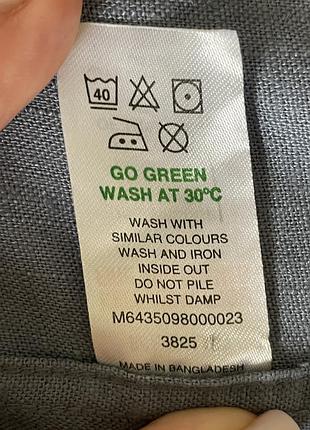 40
GO GREEN
WASH AT 30°C
WASH WITH
SIMILAR COLOURS
WASH AND IRON
INSIDE OUT
DO NOT PILE
WHILST DAMP
M6435098000023
3825
MADE IN BANGLADESH